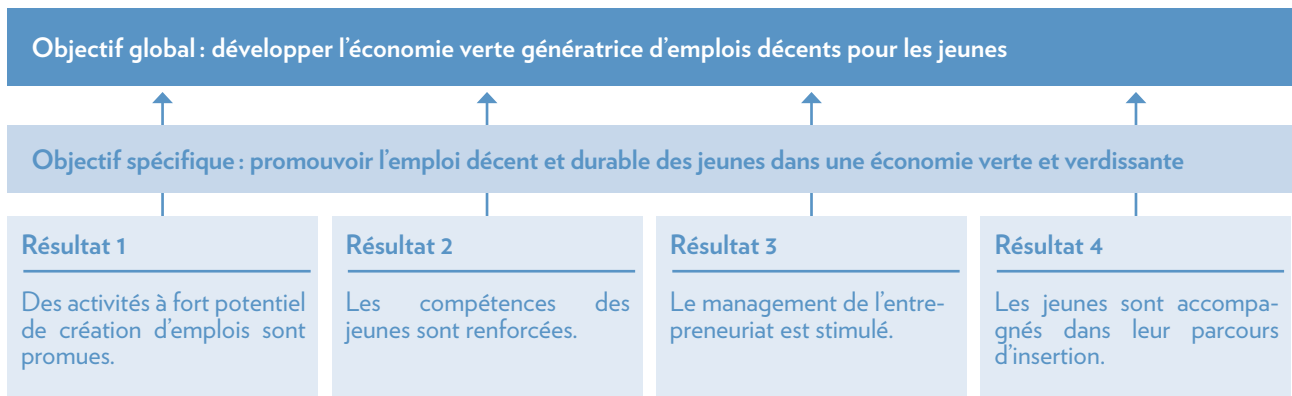 Objectif global : développer l’économie verte génératrice d’emplois décents pour les jeunes
Objectif spécifique : promouvoir l’emploi décent et durable des jeunes dans une économie verte et verdissante
Résultat 1
Des activités à fort potentiel
de création d’emplois sont
promues.
Résultat 2
Les compétences des
jeunes sont renforcées.
Résultat 3
Le management de l’entre-
preneuriat est stimulé.
Résultat 4
Les jeunes sont accompa-
gnés dans leur parcours
d’insertion.